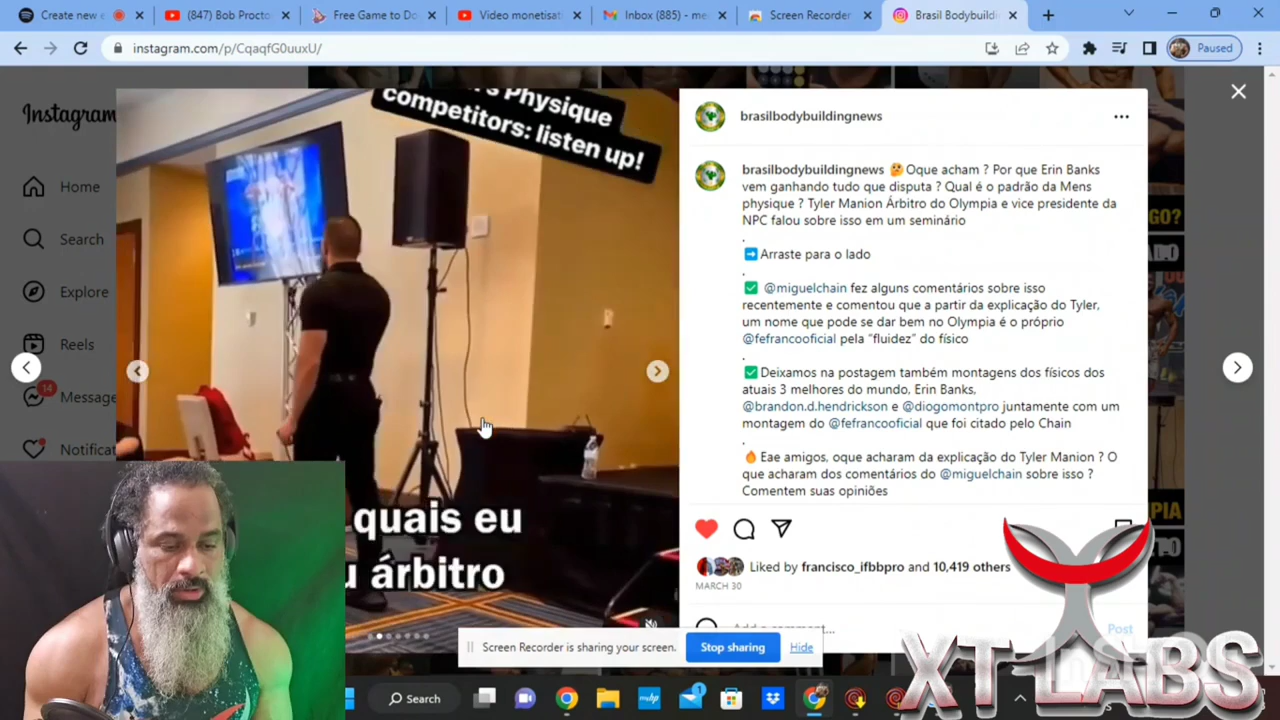 Create new e
(847) Bob Procto
Free Game to Do
Video monetisat
Inbox (885) - me
Screen Recorder
Brasil Bodybuildi
instagram.com/p/CqaqfG0uuxU/
Paused
Instagram
Home
Search
Explore
Reels
14
Message
Notificat
Physique
competitors: listen up!
quais eu
árbitro
brasilbodybuildingnews
brasilbodybuildingnews 🤔Oque acham ? Por que Erin Banks
vem ganhando tudo que disputa ? Qual é o padrão da Mens
physique ? Tyler Manion Árbitro do Olympia e vice presidente da
NPC falou sobre isso em um seminário
.
➡️Arraste para o lado
.
✅ @miguelchain fez alguns comentários sobre isso
recentemente e comentou que a partir da explicação do Tyler,
um nome que pode se dar bem no Olympia é o próprio
@fefrancooficial pela “fluidez” do físico
.
✅Deixamos na postagem também montagens dos físicos dos
atuais 3 melhores do mundo, Erin Banks,
@brandon.d.hendrickson e @diogomontpro juntamente com um
montagem do @fefrancooficial que foi citado pelo Chain
.
🔥 Eae amigos, oque acharam da explicação do Tyler Manion ? O
que acharam dos comentários do @miguelchain sobre isso ?
Comentem suas opiniões
Liked by francisco_ifbbpro and 10,419 others
MARCH 30
Add a comment...
Post
Screen Recorder is sharing your screen.
Stop sharing
Hide
Search
XT LABS